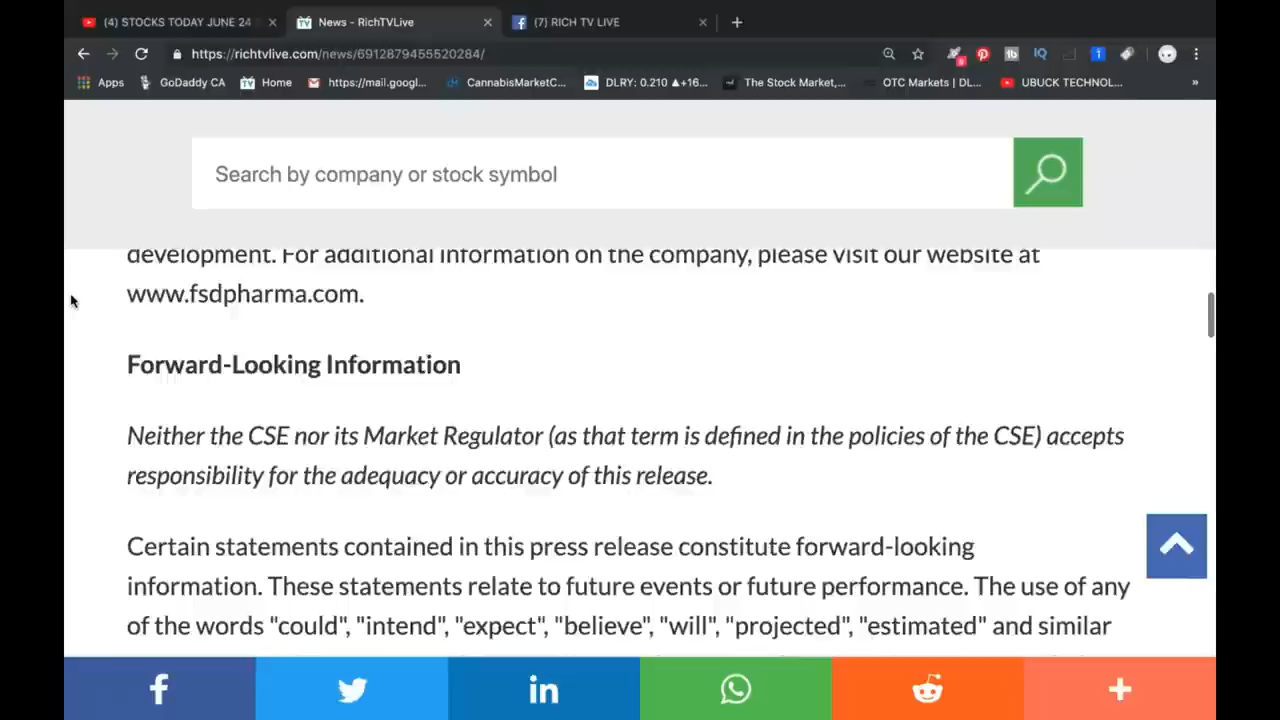 (4) STOCKS TODAY JUNE 24
News - RichTVLive
(7) RICH TV LIVE
https://richtvlive.com/news/6912879455520284/
Apps
GoDaddy CA
Home
https://mail.googl...
CannabisMarketC...
DLRY: 0.210 ▲+16...
The Stock Market,...
OTC Markets | DL...
UBUCK TECHNOL...
»
Search by company or stock symbol
development. For additional information on the company, please visit our website at
www.fsdpharma.com.
Forward-Looking Information
Neither the CSE nor its Market Regulator (as that term is defined in the policies of the CSE) accepts
responsibility for the adequacy or accuracy of this release.
Certain statements contained in this press release constitute forward-looking
information. These statements relate to future events or future performance. The use of any
of the words "could", "intend", "expect", "believe", "will", "projected", "estimated" and similar